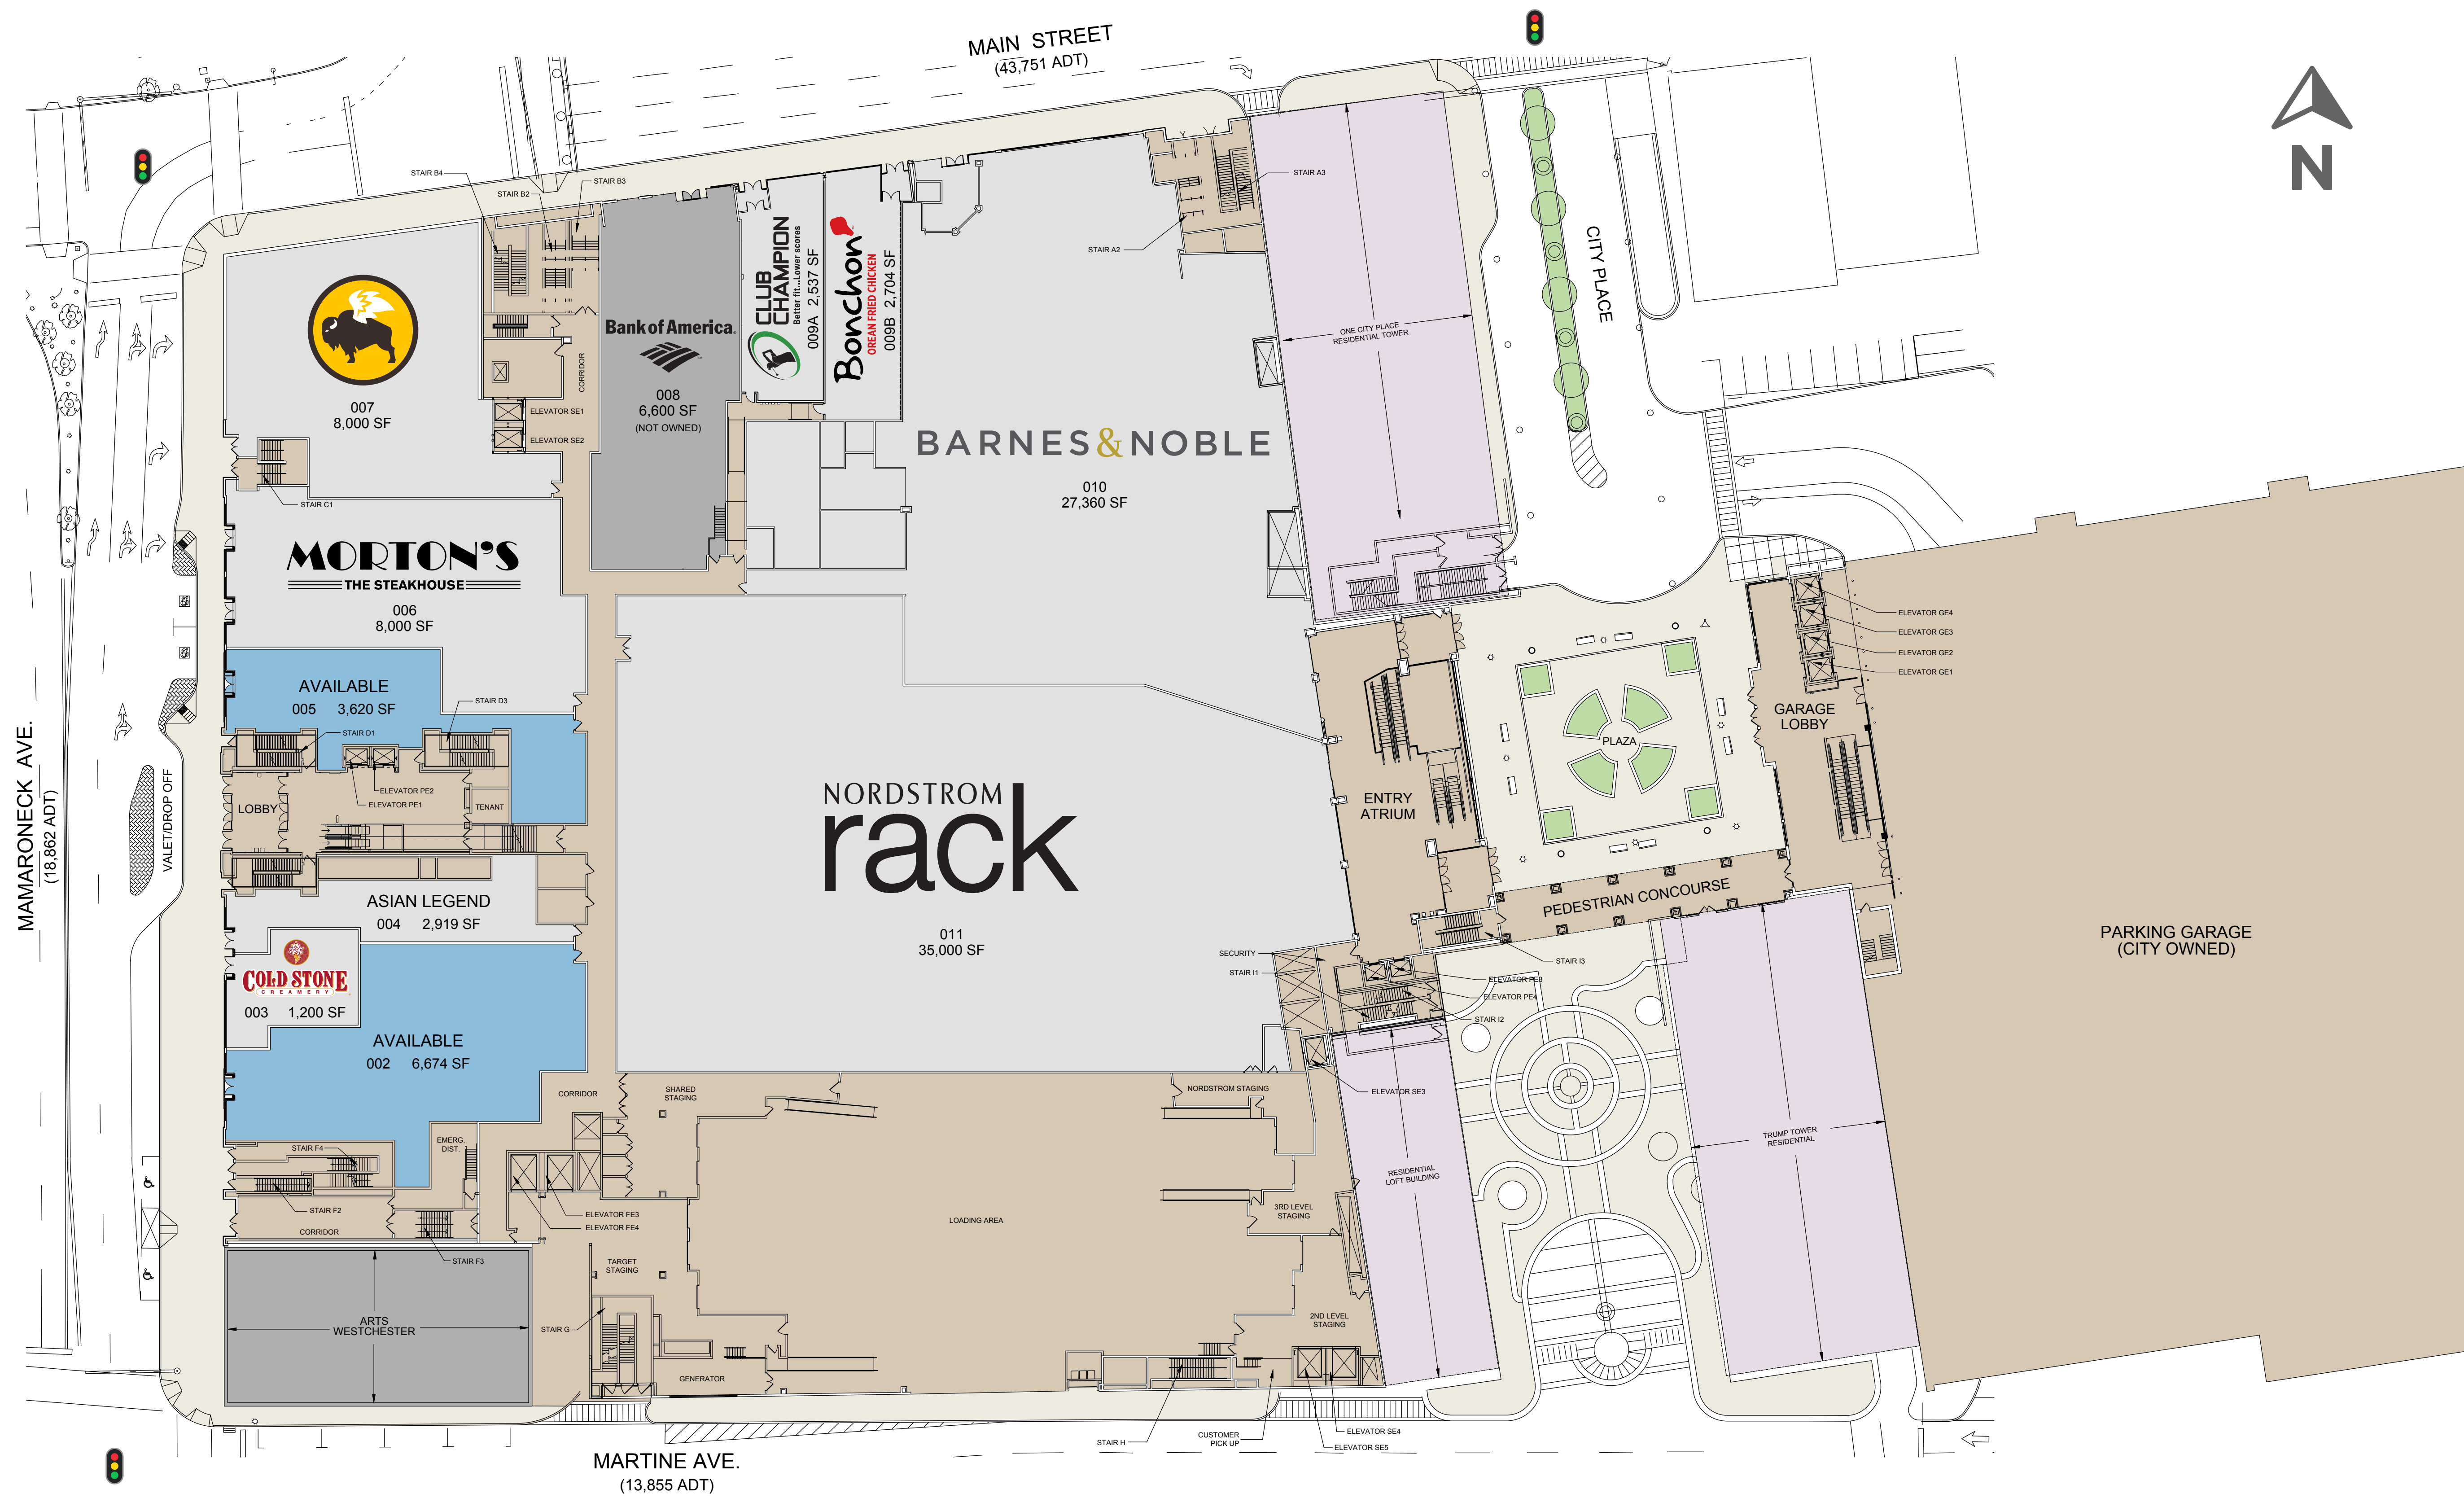 MAIN STREET
(43,751 ADT)
N
STAIR B4
STAIR B2
STAIR B3
STAIR A3
STAIR A2
CITY PLACE
ONE CITY PLACE
RESIDENTIAL TOWER
007
8,000 SF
CORRIDOR
ELEVATOR SE1
ELEVATOR SE2
Bank of America
008
6,600 SF
(NOT OWNED)
CLUB
CHAMPION
Better fit...Lower scores
009A 2,537 SF
Bonchon
OREAN FRIED CHICKEN
009B 2,704 SF
BARNES&NOBLE
010
27,360 SF
STAIR C1
MORTON'S
THE STEAKHOUSE
006
8,000 SF
AVAILABLE
005 3,620 SF
STAIR D3
STAIR D1
ELEVATOR PE2
ELEVATOR PE1
LOBBY
TENANT
MAMARONECK AVE.
(18,862 ADT)
VALET/DROP OFF
ASIAN LEGEND
004 2,919 SF
COLD STONE
CREAMERY
003 1,200 SF
AVAILABLE
002 6,674 SF
NORDSTROM
rack
011
35,000 SF
ENTRY
ATRIUM
PLAZA
GARAGE
LOBBY
ELEVATOR GE4
ELEVATOR GE3
ELEVATOR GE2
ELEVATOR GE1
PEDESTRIAN CONCOURSE
PARKING GARAGE
(CITY OWNED)
SECURITY
STAIR I1
STAIR I3
ELEVATOR PE3
ELEVATOR PE4
STAIR I2
ELEVATOR SE3
CORRIDOR
SHARED
STAGING
NORDSTROM STAGING
EMERG.
DIST.
STAIR F4
STAIR F2
CORRIDOR
STAIR F3
ELEVATOR FE3
ELEVATOR FE4
LOADING AREA
3RD LEVEL
STAGING
RESIDENTIAL
LOFT BUILDING
TRUMP TOWER
RESIDENTIAL
TARGET
STAGING
ARTS
WESTCHESTER
STAIR G
GENERATOR
2ND LEVEL
STAGING
STAIR H
CUSTOMER
PICK UP
ELEVATOR SE4
ELEVATOR SE5
MARTINE AVE.
(13,855 ADT)